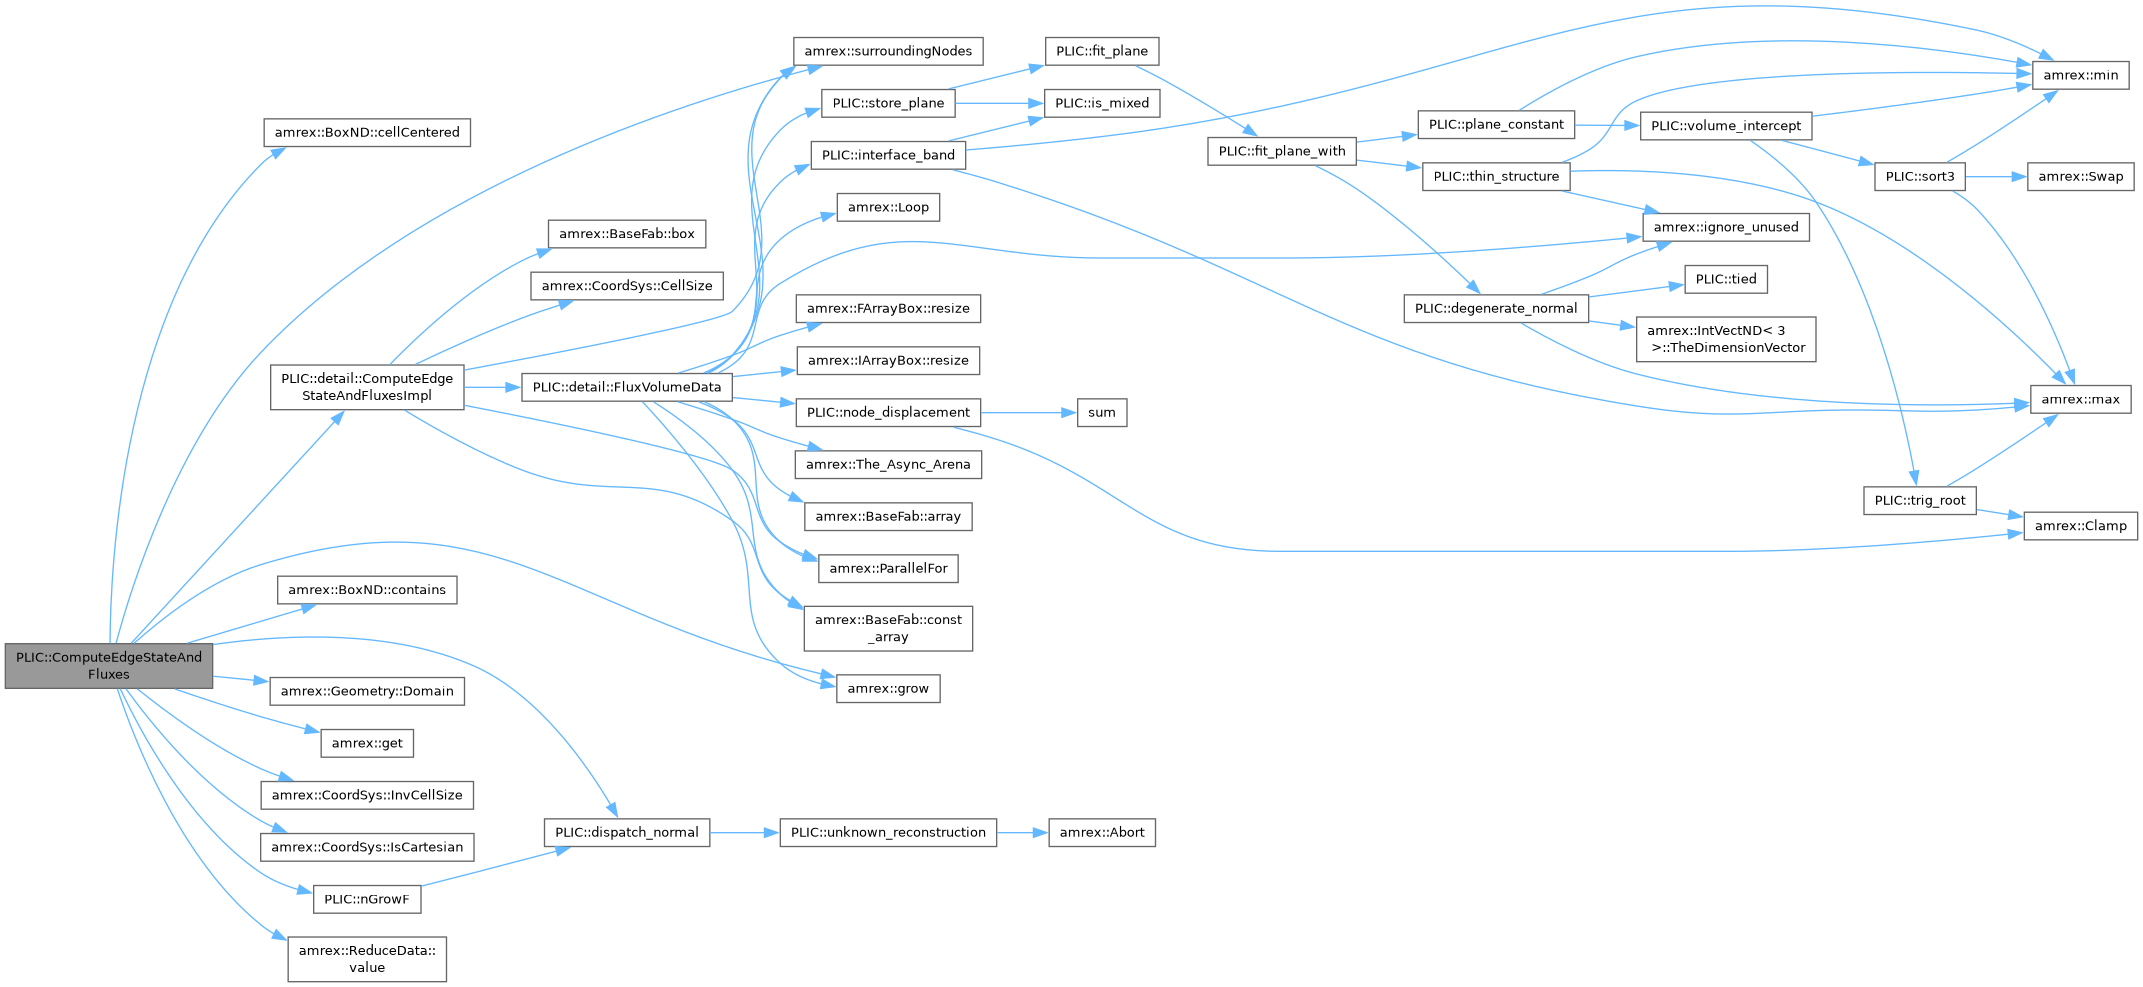 PLIC::ComputeEdgeStateAnd
Fluxes
amrex::BoxND::cellCentered
PLIC::detail::ComputeEdge
StateAndFluxesImpl
amrex::BoxND::contains
amrex::Geometry::Domain
amrex::get
amrex::CoordSys::InvCellSize
amrex::CoordSys::IsCartesian
PLIC::nGrowF
amrex::ReduceData::
value
amrex::BaseFab::box
amrex::CoordSys::CellSize
PLIC::detail::FluxVolumeData
PLIC::dispatch_normal
amrex::surroundingNodes
PLIC::store_plane
PLIC::interface_band
amrex::Loop
amrex::FArrayBox::resize
amrex::IArrayBox::resize
PLIC::node_displacement
amrex::The_Async_Arena
amrex::BaseFab::array
amrex::ParallelFor
amrex::BaseFab::const
_array
amrex::grow
PLIC::unknown_reconstruction
PLIC::fit_plane
PLIC::is_mixed
sum
amrex::Abort
PLIC::fit_plane_with
PLIC::plane_constant
PLIC::thin_structure
PLIC::degenerate_normal
PLIC::volume_intercept
amrex::ignore_unused
PLIC::tied
amrex::IntVectND< 3
>::TheDimensionVector
PLIC::sort3
PLIC::trig_root
amrex::min
amrex::Swap
amrex::max
amrex::Clamp